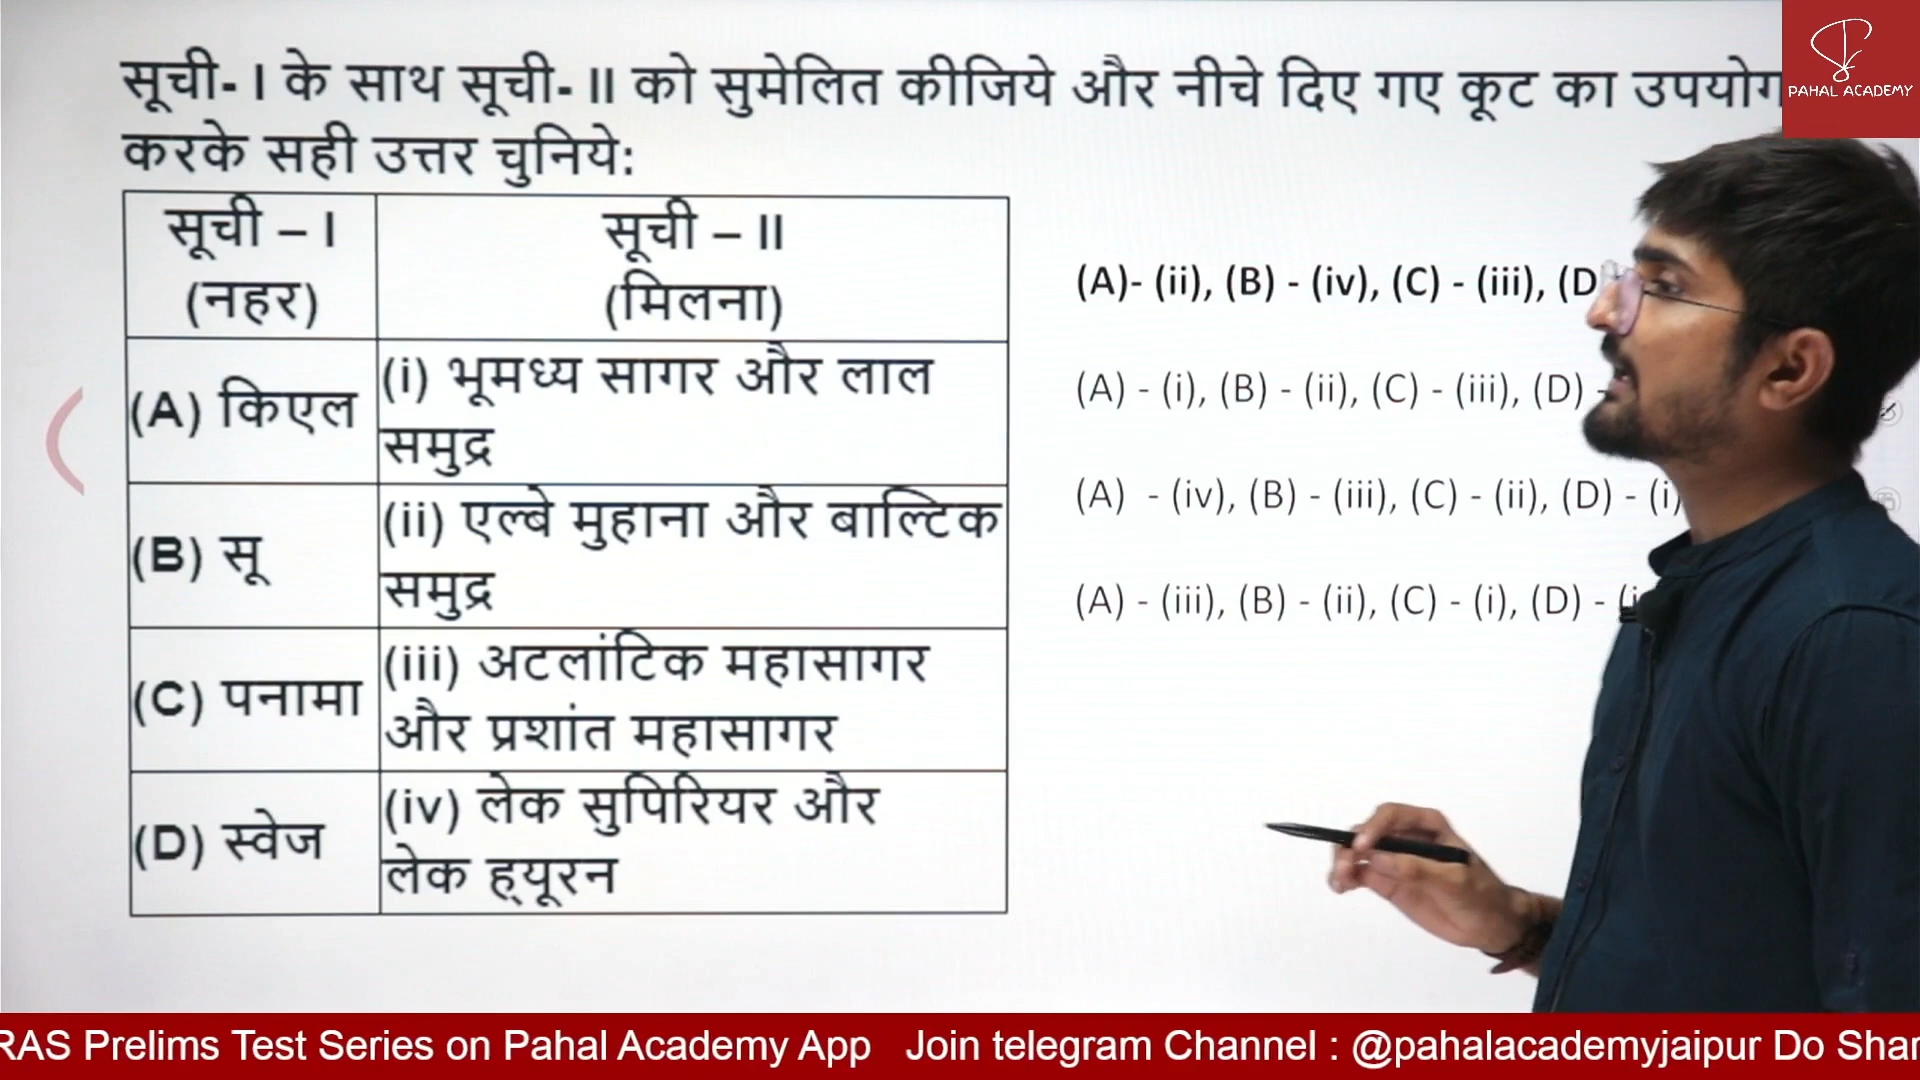 सूची- I के साथ सूची- II को सुमेलित कीजिये और नीचे दिए गए कूट का उपयोग
करके सही उत्तर चुनिये:
सूची – I
(नहर)
सूची – II
(मिलना)
(A) किएल
(i) भूमध्य सागर और लाल
समुद्र
(B) सू
(ii) एल्बे मुहाना और बाल्टिक
समुद्र
(C) पनामा
(iii) अटलांटिक महासागर
और प्रशांत महासागर
(D) स्वेज
(iv) लेक सुपिरियर और
लेक ह्यूरन
(A)- (ii), (B) - (iv), (C) - (iii), (D
(A) - (i), (B) - (ii), (C) - (iii), (D) -
(A) - (iv), (B) - (iii), (C) - (ii), (D) - (i)
(A) - (iii), (B) - (ii), (C) - (i), (D) -
PAHAL ACADEMY
RAS Prelims Test Series on Pahal Academy App Join telegram Channel : @pahalacademyjaipur Do Shar